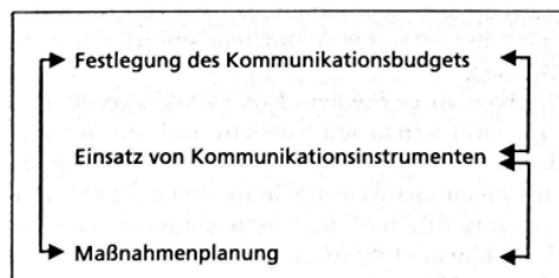 Festlegung des Kommunikationsbudgets
Einsatz von Kommunikationsinstrumenten
Maßnahmenplanung